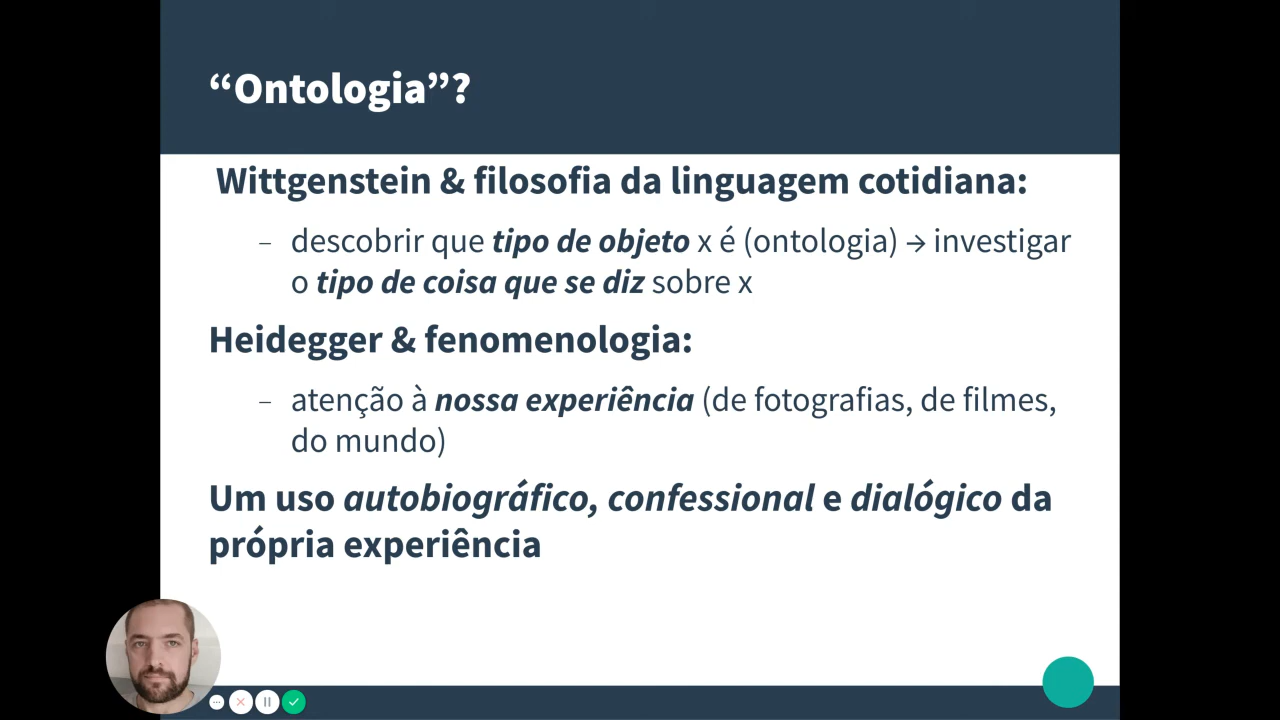 “Ontologia”?
Wittgenstein & filosofia da linguagem cotidiana:
– descobrir que tipo de objeto x é (ontologia) → investigar
o tipo de coisa que se diz sobre x
Heidegger & fenomenologia:
– atenção à nossa experiência (de fotografias, de filmes,
do mundo)
Um uso autobiográfico, confessional e dialógico da
própria experiência